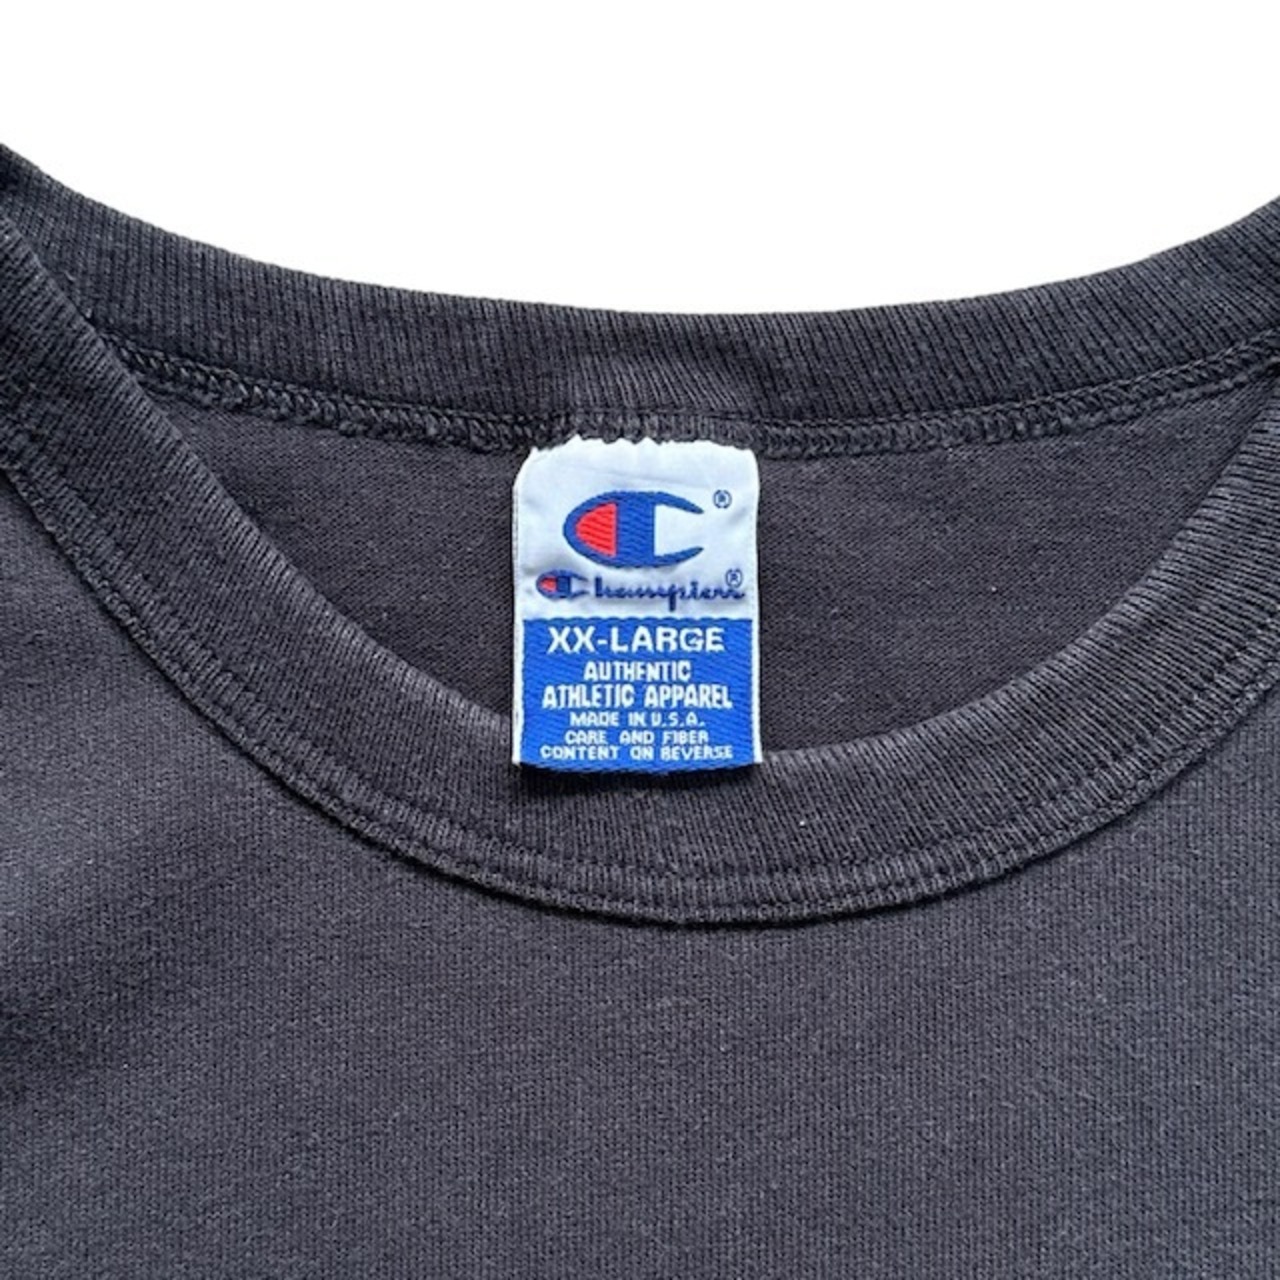 ®
Champion®
XX-LARGE
AUTHENTIC
ATHLETIC APPAREL
MADE IN U.S.A.
CARE AND FIBER
CONTENT ON REVERSE